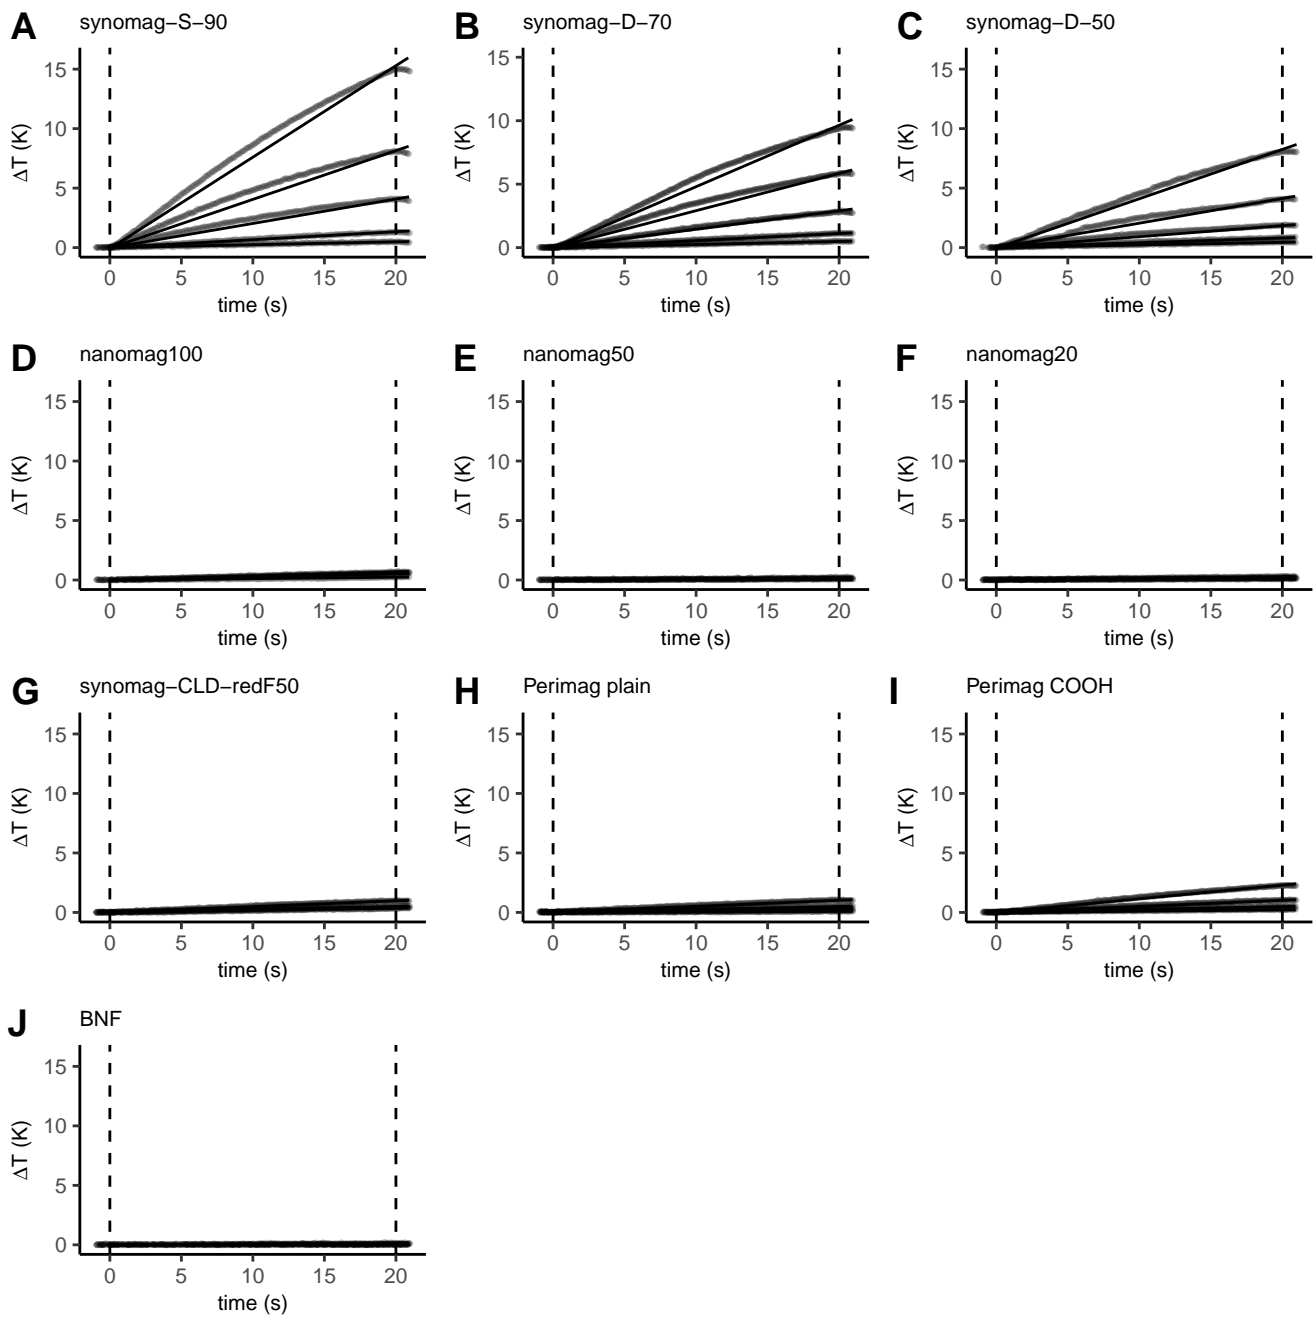 A synomag−S−90
ΔT (K)
15
10
5
0
0 5 10 15 20
time (s)
B synomag−D−70
ΔT (K)
15
10
5
0
0 5 10 15 20
time (s)
C synomag−D−50
ΔT (K)
15
10
5
0
0 5 10 15 20
time (s)
D nanomag100
ΔT (K)
15
10
5
0
0 5 10 15 20
time (s)
E nanomag50
ΔT (K)
15
10
5
0
0 5 10 15 20
time (s)
F nanomag20
ΔT (K)
15
10
5
0
0 5 10 15 20
time (s)
G synomag−CLD−redF50
ΔT (K)
15
10
5
0
0 5 10 15 20
time (s)
H Perimag plain
ΔT (K)
15
10
5
0
0 5 10 15 20
time (s)
I Perimag COOH
ΔT (K)
15
10
5
0
0 5 10 15 20
time (s)
J BNF
ΔT (K)
15
10
5
0
0 5 10 15 20
time (s)